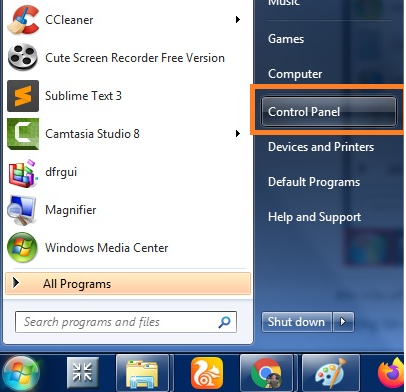 CCleaner
Cute Screen Recorder Free Version
Sublime Text 3
Camtasia Studio 8
dfrgui
Magnifier
Windows Media Center
All Programs
Search programs and files
Music
Games
Computer
Control Panel
Devices and Printers
Default Programs
Help and Support
Shut down